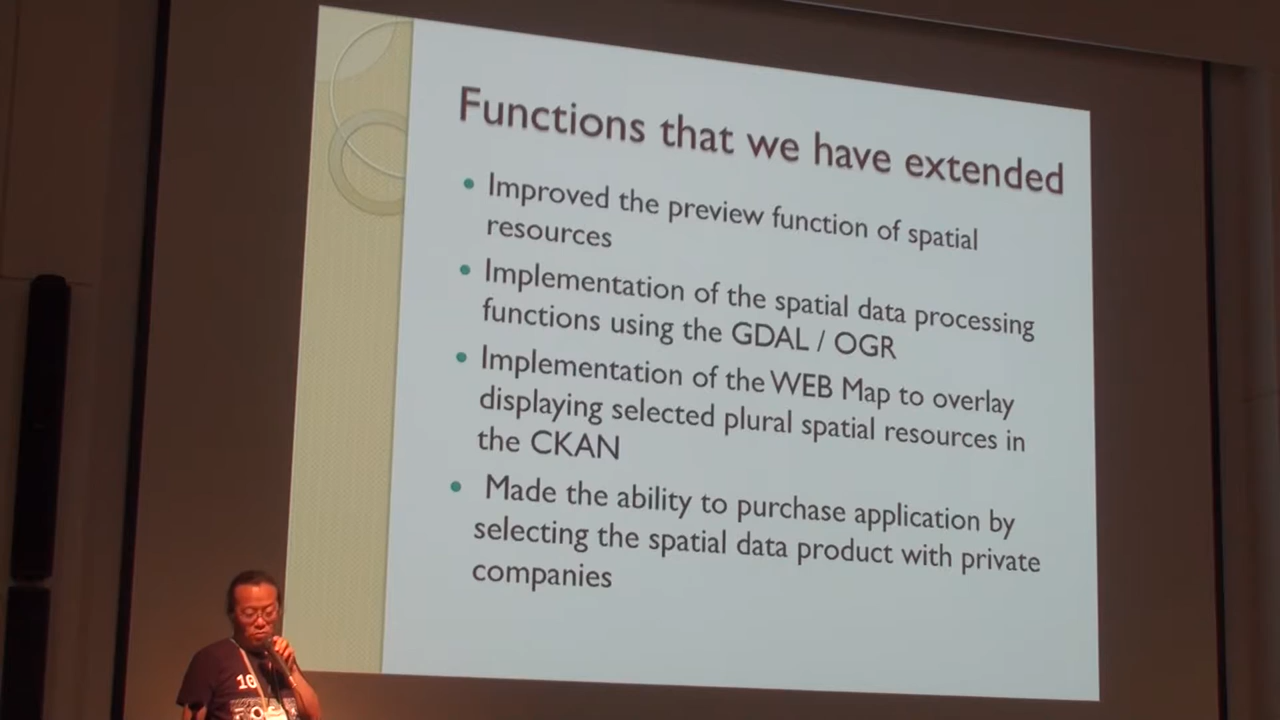 Functions that we have extended
• Improved the preview function of spatial
resources
• Implementation of the spatial data processing
functions using the GDAL / OGR
• Implementation of the WEB Map to overlay
displaying selected plural spatial resources in
the CKAN
• Made the ability to purchase application by
selecting the spatial data product with private
companies
10